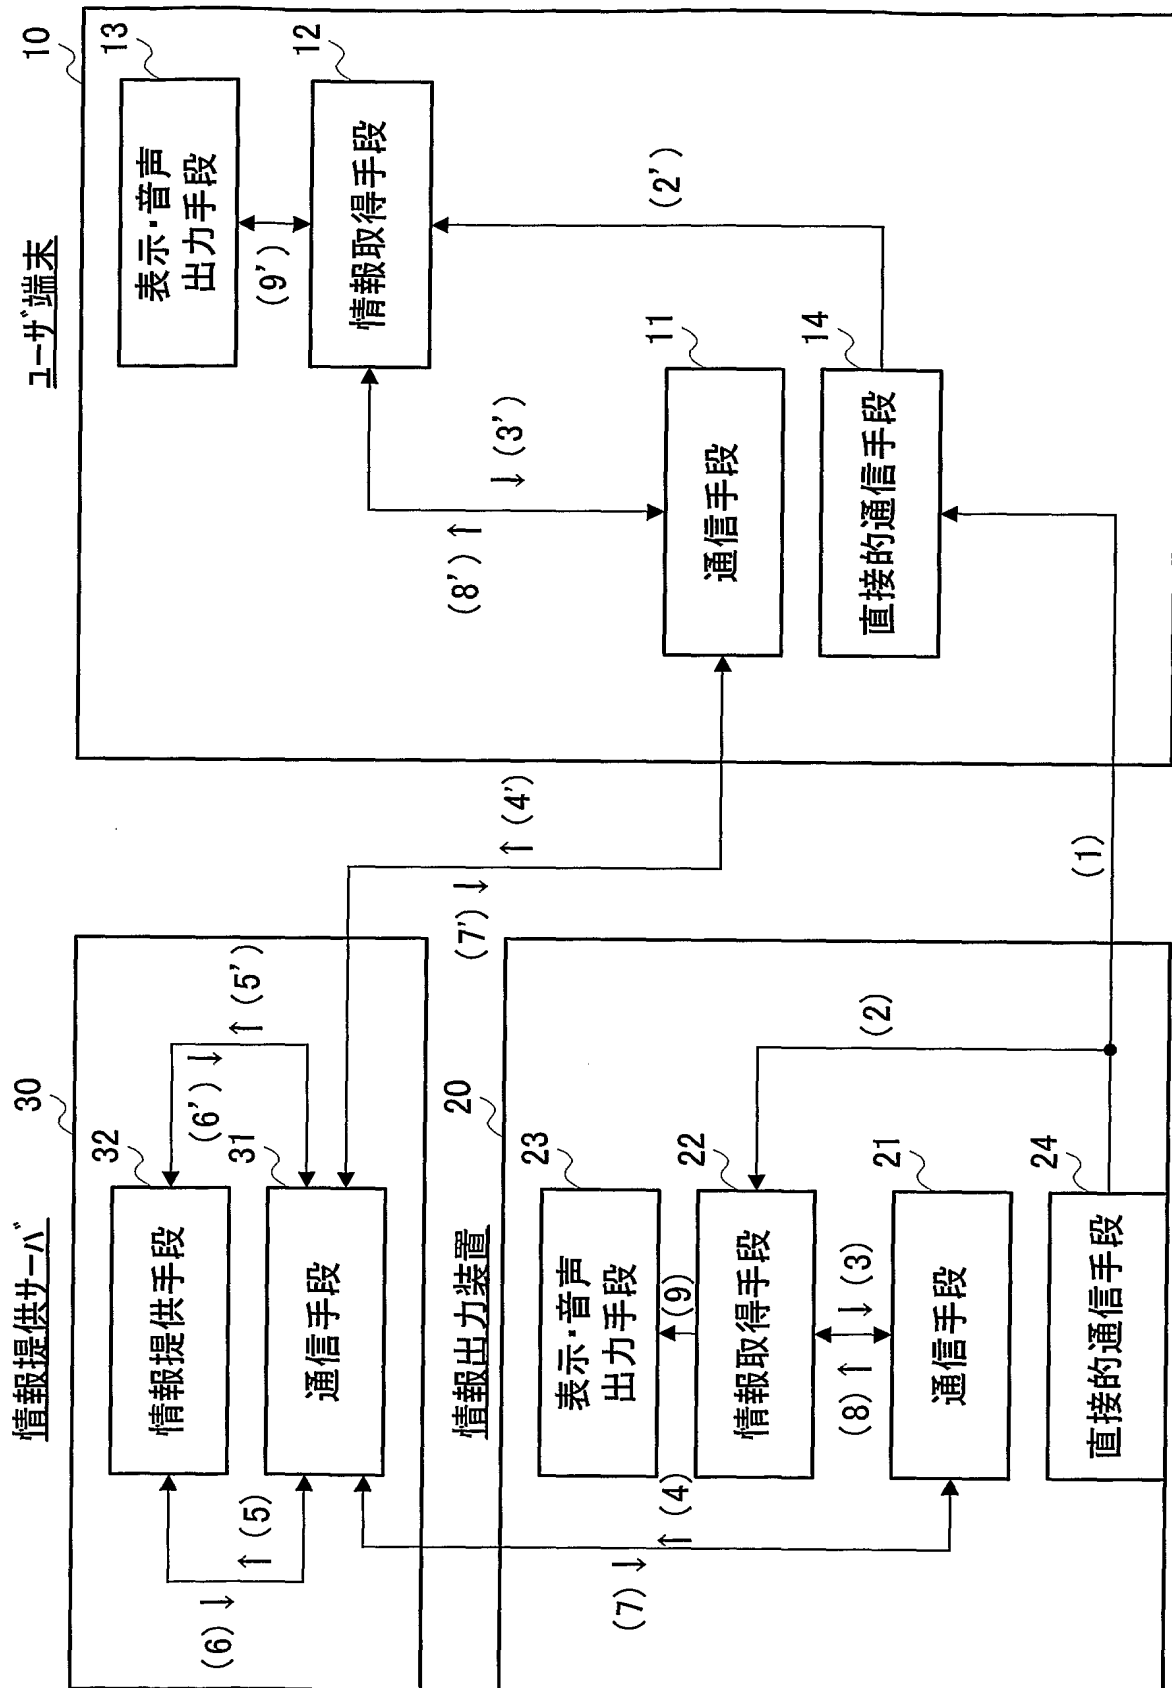 情報提供サーバ
30
32
情報提供手段
31
通信手段
(5)
(6)
(5')
(6')
情報出力装置
20
23
表示・音声
出力手段
(9)
22
情報取得手段
(8)
(3)
21
通信手段
24
直接的通信手段
(2)
(4)
(7)
(7')
(4')
(1)
ユーザ端末
10
13
表示・音声
出力手段
(9')
12
情報取得手段
(8')
(3')
11
通信手段
14
直接的通信手段
(2')